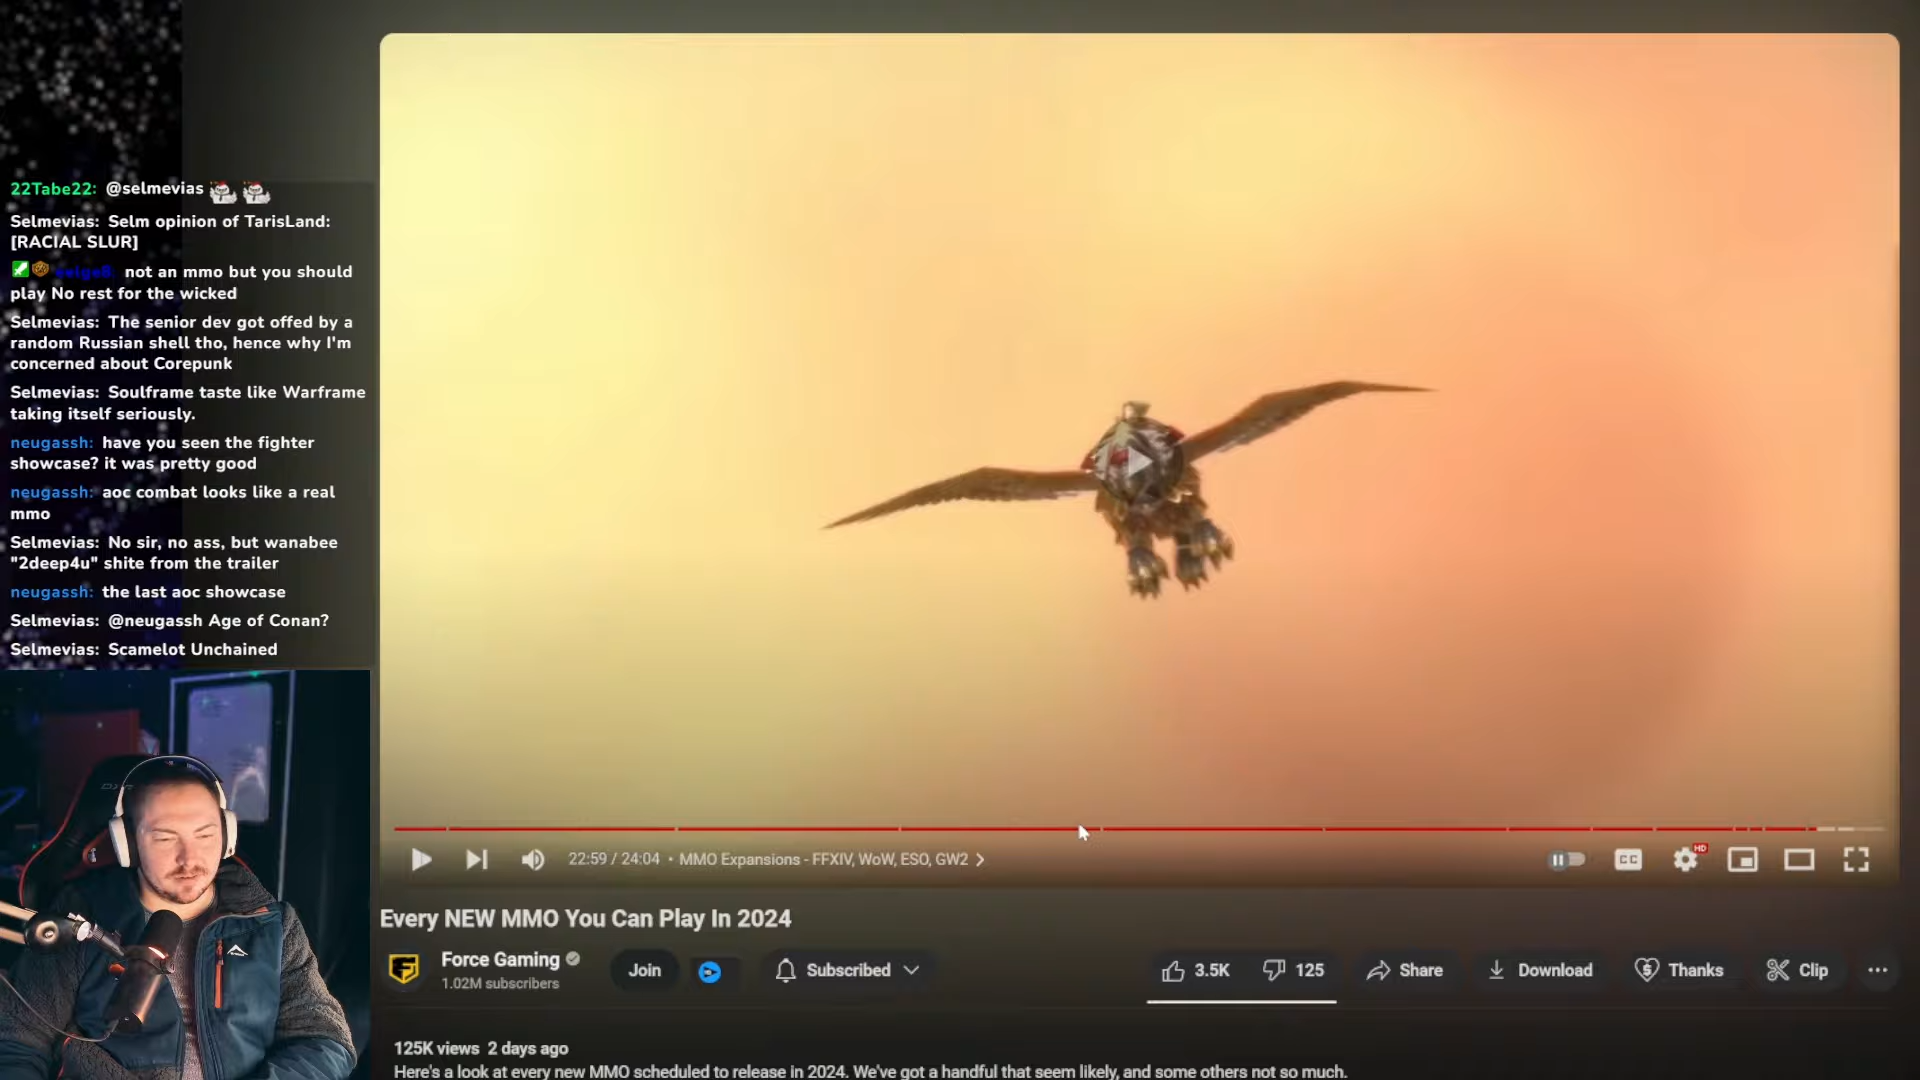 22Tabe22: @selmevias
Selmevias: Selm opinion of TarisLand:
[RACIAL SLUR]
not an mmo but you should
play No rest for the wicked
Selmevias: The senior dev got offed by a
random Russian shell tho, hence why I'm
concerned about Corepunk
Selmevias: Soulframe taste like Warframe
taking itself seriously.
neugassh: have you seen the fighter
showcase? it was pretty good
neugassh: aoc combat looks like a real
mmo
Selmevias: No sir, no ass, but wanabee
"2deep4u" shite from the trailer
neugassh: the last aoc showcase
Selmevias: @neugassh Age of Conan?
Selmevias: Scamelot Unchained
22:59 / 24:04 • MMO Expansions - FFXIV, WoW, ESO, GW2
CC
HD
Every NEW MMO You Can Play In 2024
Force Gaming
1.02M subscribers
Join
Subscribed
3.5K
125
Share
Download
Thanks
Clip
125K views 2 days ago
Here's a look at every new MMO scheduled to release in 2024. We've got a handful that seem likely, and some others not so much.